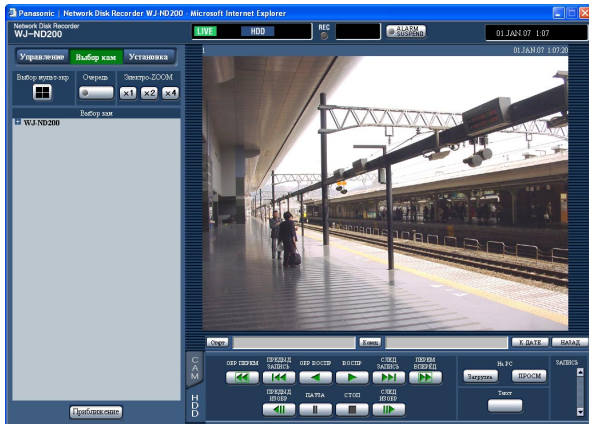 Panasonic | Network Disk Recorder WJ-ND200 - Microsoft Internet Explorer
Network Disk Recorder
WJ-ND200
LIVE HDD REC ALARM SUSPEND 01.JAN.07 1:07
Управление Выбор кам Установка
1 01.JAN.07 1:07:20
Выбор мульт-экр Очередь Электро-ZOOM
x1 x2 x4
Выбор кам
WJ-ND200
Старт Конец К ДАТЕ НАЗАД
CAM
HDD
ОБР ПЕРЕМ ПРЕДЫД ЗАПИСЬ ОБР ВОСПР ВОСПР СЛЕД ЗАПИСЬ ПЕРЕМ ВПЕРЁД
На PC ЗАПИСЬ
Загрузка ПРОСМ
ПРЕДЫД ИЗОБР ПАУЗА СТОП СЛЕД ИЗОБР
Текст
Приближение